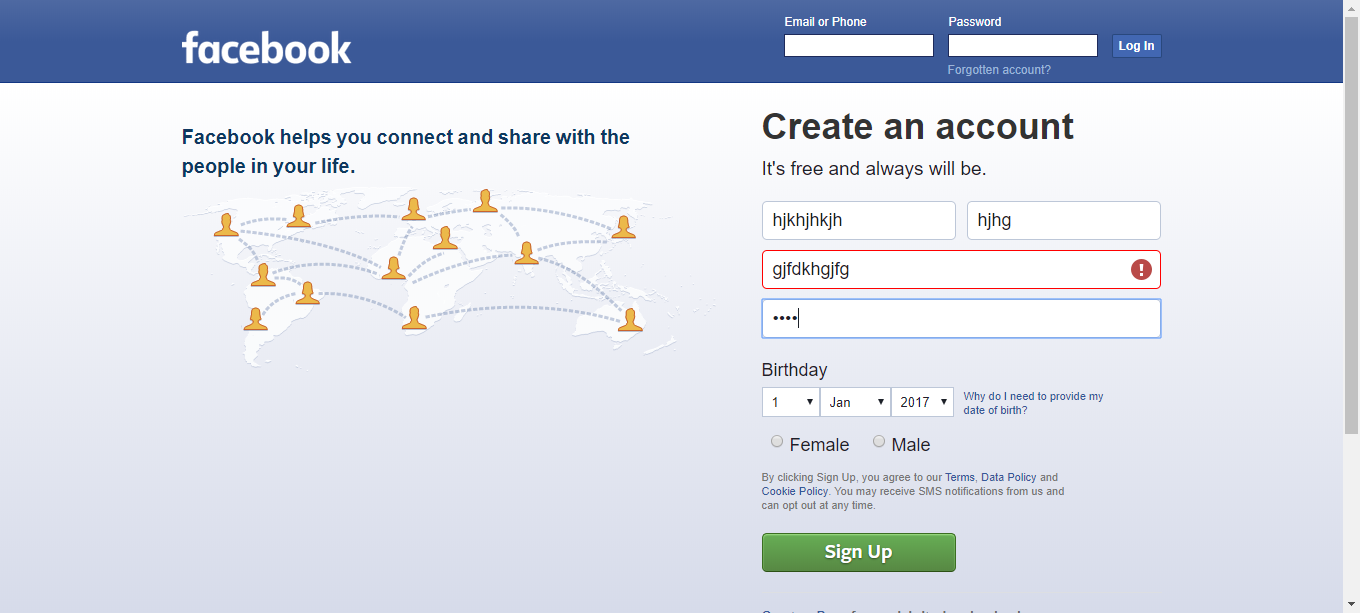 facebook
Email or Phone
Password
Log In
Forgotten account?
Facebook helps you connect and share with the
people in your life.
Create an account
It's free and always will be.
hjkhjhkjh
hjhg
gjfdkhgjfg
••••
Birthday
1
Jan
2017
Why do I need to provide my
date of birth?
Female
Male
By clicking Sign Up, you agree to our Terms, Data Policy and
Cookie Policy. You may receive SMS notifications from us and
can opt out at any time.
Sign Up